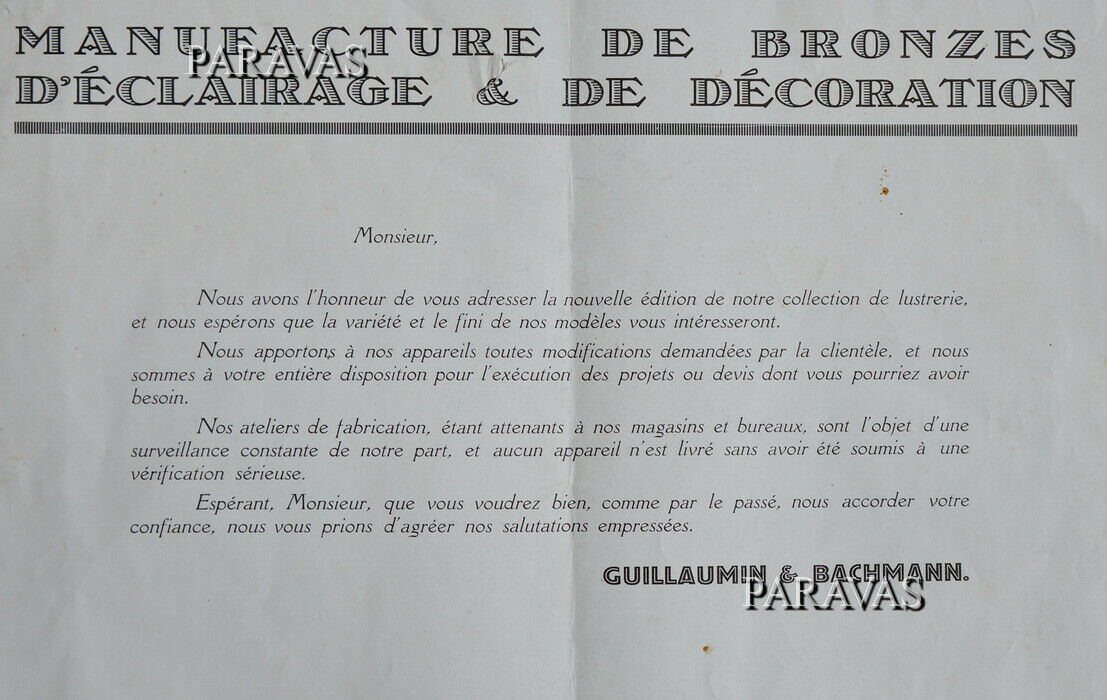 MANUFACTURE DE BRONZES
PARAVAS
D'ÉCLAIRAGE & DE DÉCORATION
Monsieur,
Nous avons l'honneur de vous adresser la nouvelle édition de notre collection de lustrerie,
et nous espérons que la variété et le fini de nos modèles vous intéresseront.
Nous apportons à nos appareils toutes modifications demandées par la clientèle, et nous
sommes à votre entière disposition pour l'exécution des projets ou devis dont vous pourriez avoir
besoin.
Nos ateliers de fabrication, étant attenants à nos magasins et bureaux, sont l'objet d'une
surveillance constante de notre part, et aucun appareil n'est livré sans avoir été soumis à une
vérification sérieuse.
Espérant, Monsieur, que vous voudrez bien, comme par le passé, nous accorder votre
confiance, nous vous prions d'agréer nos salutations empressées.
GUILLAUMIN & BACHMANN.
PARAVAS